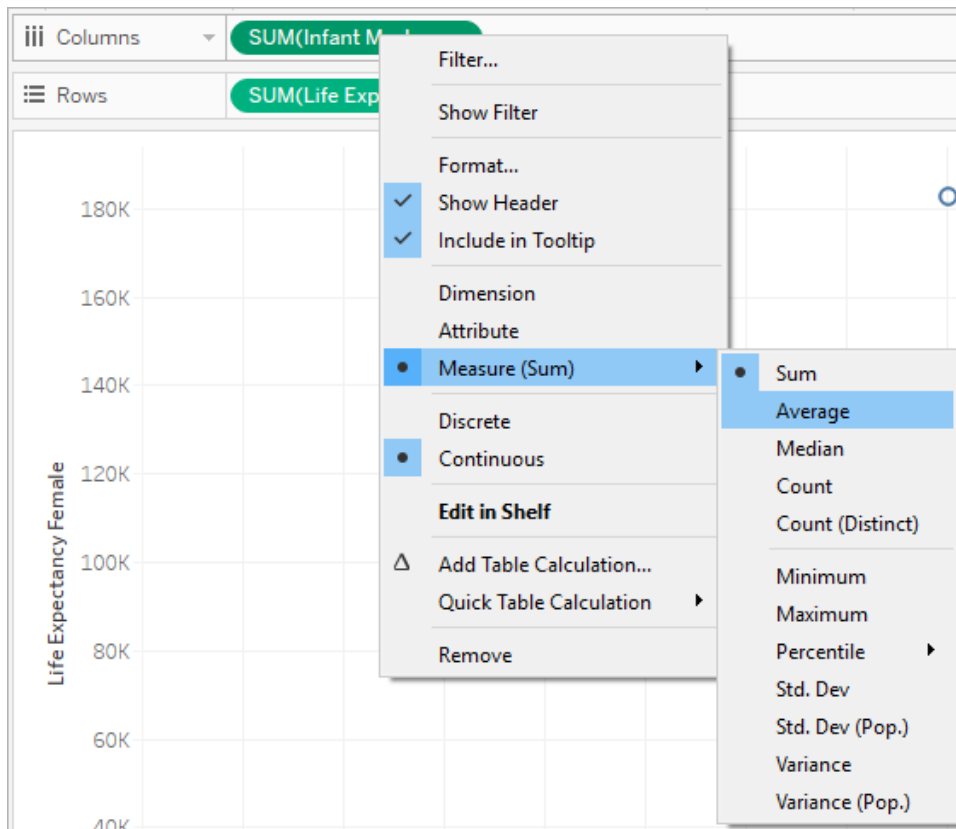 Columns
SUM(Infant
Rows
SUM(Life Exp
Filter...
Show Filter
Format...
Show Header
Include in Tooltip
Dimension
Attribute
Measure (Sum)
Discrete
Continuous
Edit in Shelf
Add Table Calculation...
Quick Table Calculation
Remove
Sum
Average
Median
Count
Count (Distinct)
Minimum
Maximum
Percentile
Std. Dev
Std. Dev (Pop.)
Variance
Variance (Pop.)
Life Expectancy Female
180K
160K
140K
120K
100K
80K
60K
40K